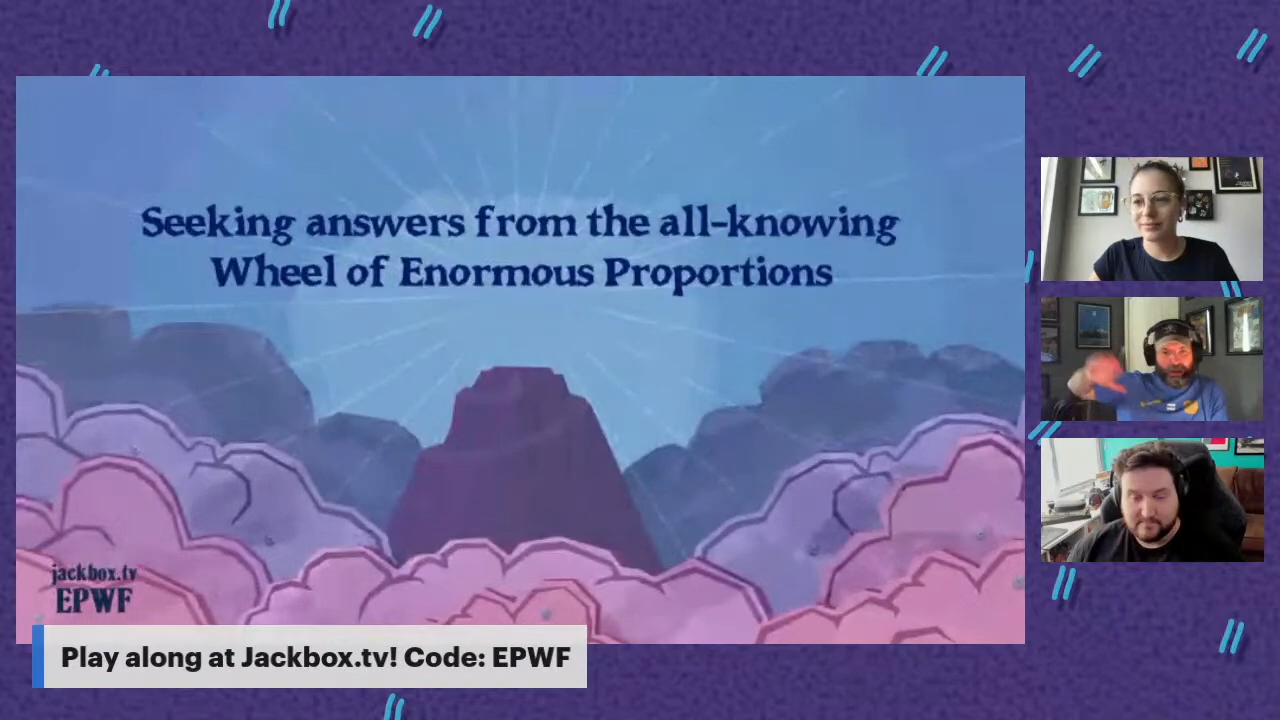 Seeking answers from the all-knowing
Wheel of Enormous Proportions
jackbox.tv
EPWF
Play along at Jackbox.tv! Code: EPWF